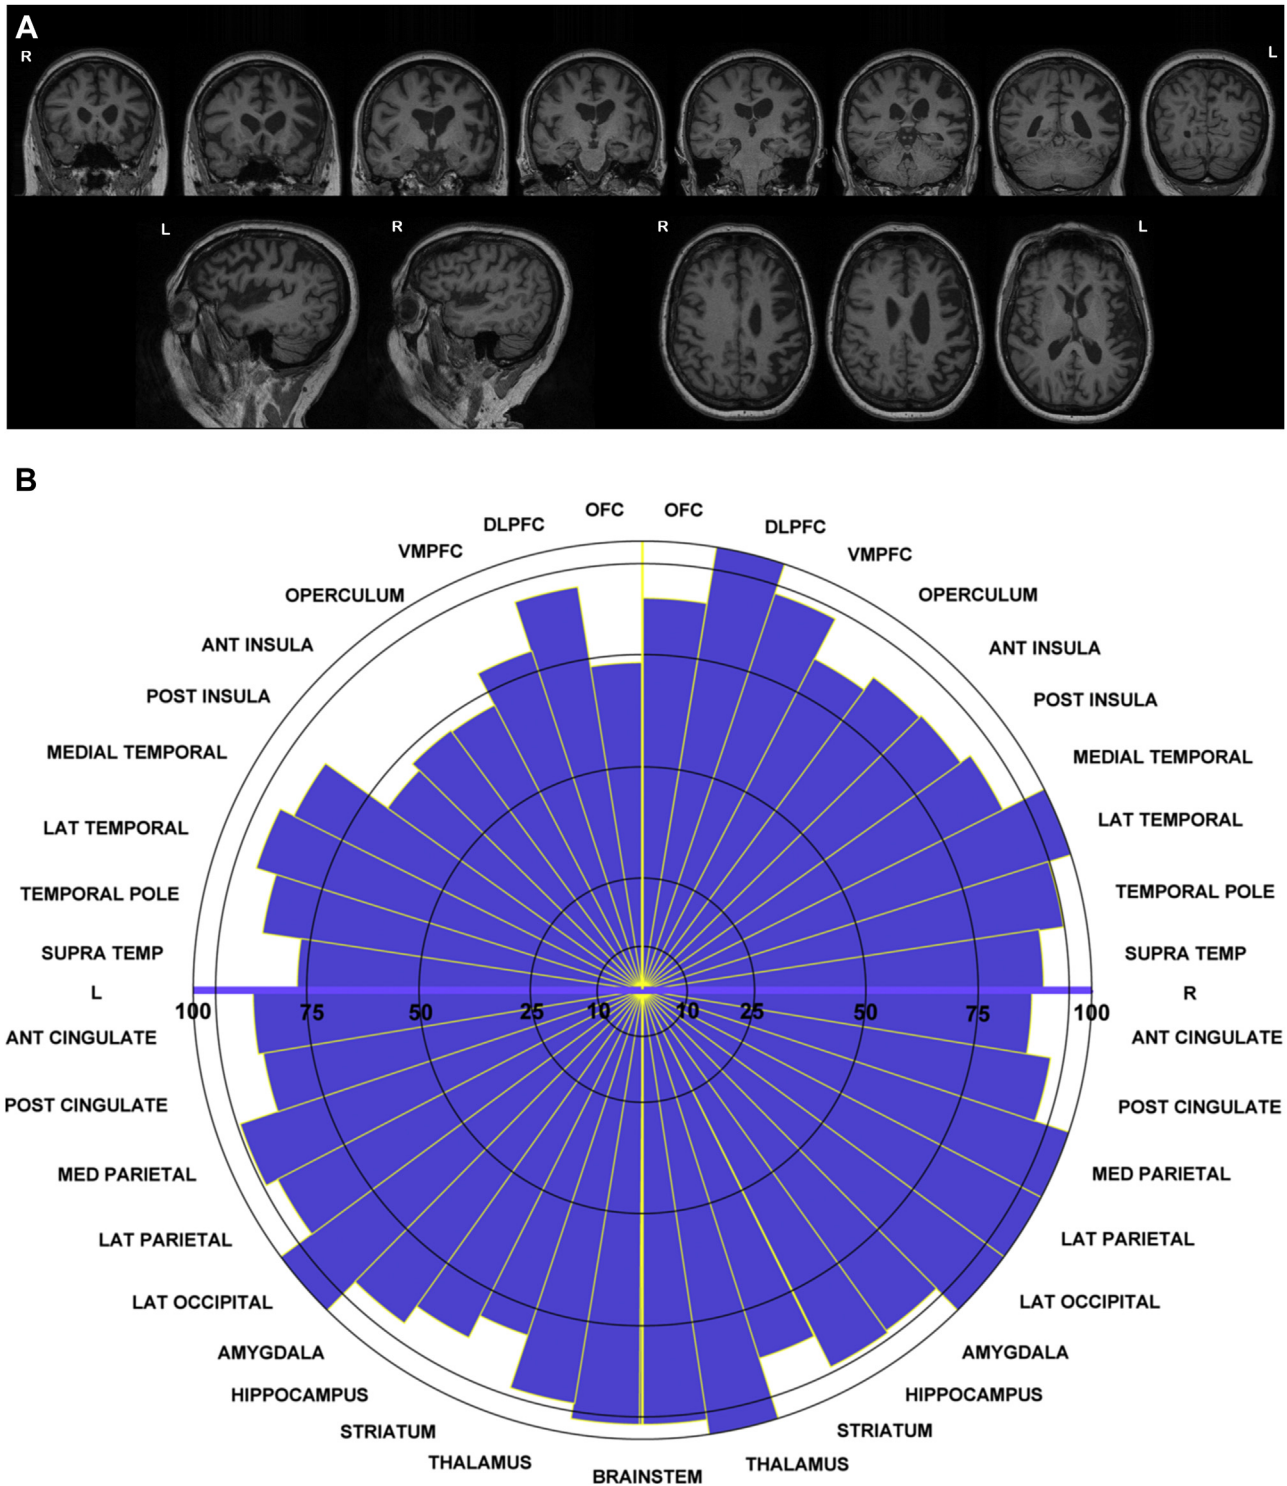 A
R
L
L
R
R
L
B
OFC OFC
DLPFC DLPFC
VMPFC VMPFC
OPERCULUM OPERCULUM
ANT INSULA ANT INSULA
POST INSULA POST INSULA
MEDIAL TEMPORAL MEDIAL TEMPORAL
LAT TEMPORAL LAT TEMPORAL
TEMPORAL POLE TEMPORAL POLE
SUPRA TEMP SUPRA TEMP
L R
100 75 50 25 10 10 25 50 75 100
ANT CINGULATE ANT CINGULATE
POST CINGULATE POST CINGULATE
MED PARIETAL MED PARIETAL
LAT PARIETAL LAT PARIETAL
LAT OCCIPITAL LAT OCCIPITAL
AMYGDALA AMYGDALA
HIPPOCAMPUS HIPPOCAMPUS
STRIATUM STRIATUM
THALAMUS THALAMUS
BRAINSTEM